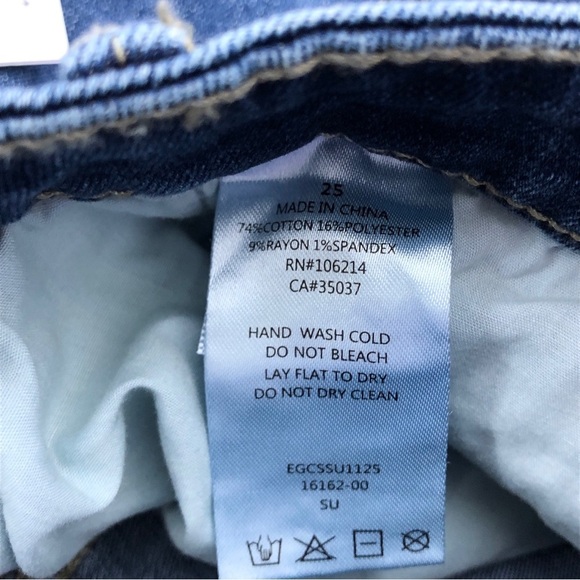 25
MADE IN CHINA
74%COTTON 16%POLYESTER
9%RAYON 1%SPANDEX
RN#106214
CA#35037
HAND WASH COLD
DO NOT BLEACH
LAY FLAT TO DRY
DO NOT DRY CLEAN
EGCSSU1125
16162-00
SU